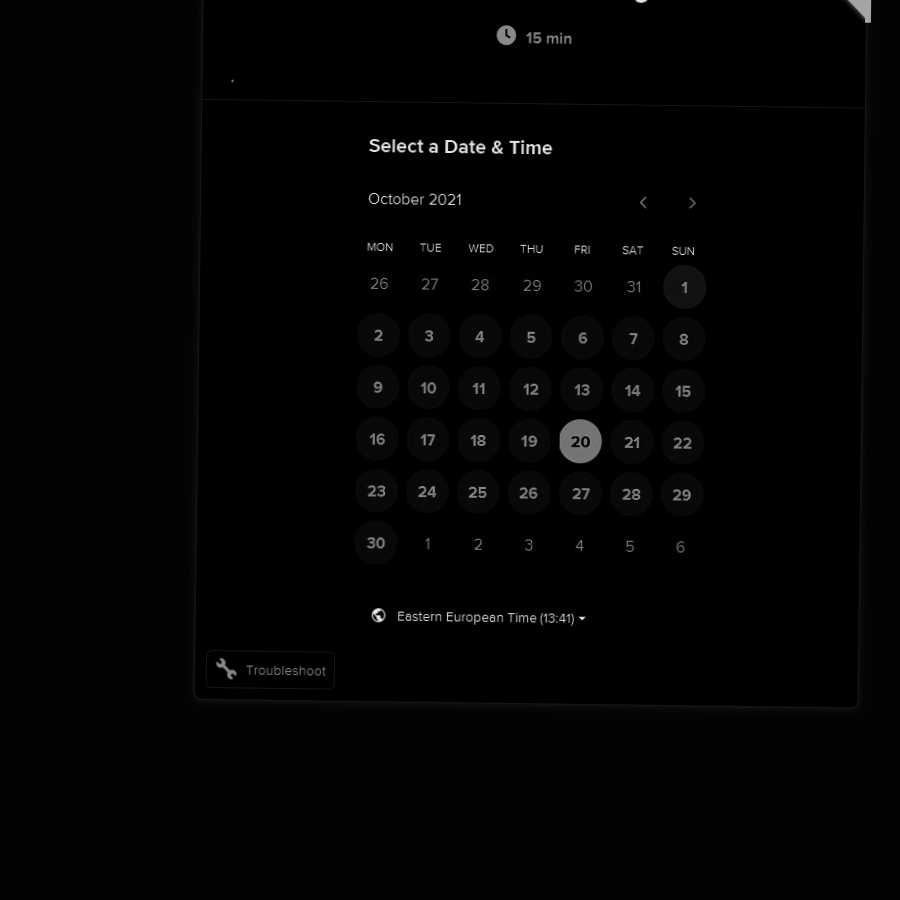 15 min
Select a Date & Time
October 2021
MON TUE WED THU FRI SAT SUN
26 27 28 29 30 31 1
2 3 4 5 6 7 8
9 10 11 12 13 14 15
16 17 18 19 20 21 22
23 24 25 26 27 28 29
30 1 2 3 4 5 6
Eastern European Time (13:41)
Troubleshoot